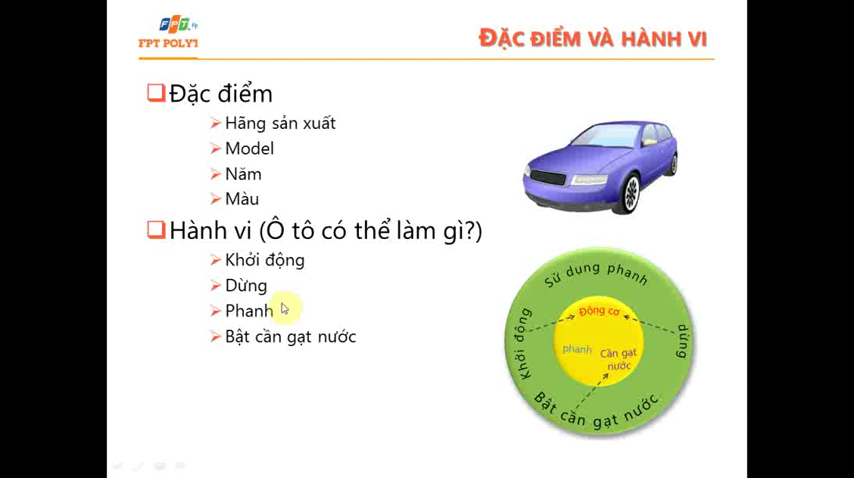 FPT
FPT POLY
ĐẶC ĐIỂM VÀ HÀNH VI
Đặc điểm
Hãng sản xuất
Model
Năm
Màu
Hành vi (Ô tô có thể làm gì?)
Khởi động
Dừng
Phanh
Bật cần gạt nước
Sử dụng phanh
Khởi động
Động cơ
dừng
phanh
Cần gạt
nước
Bật cần gạt nước